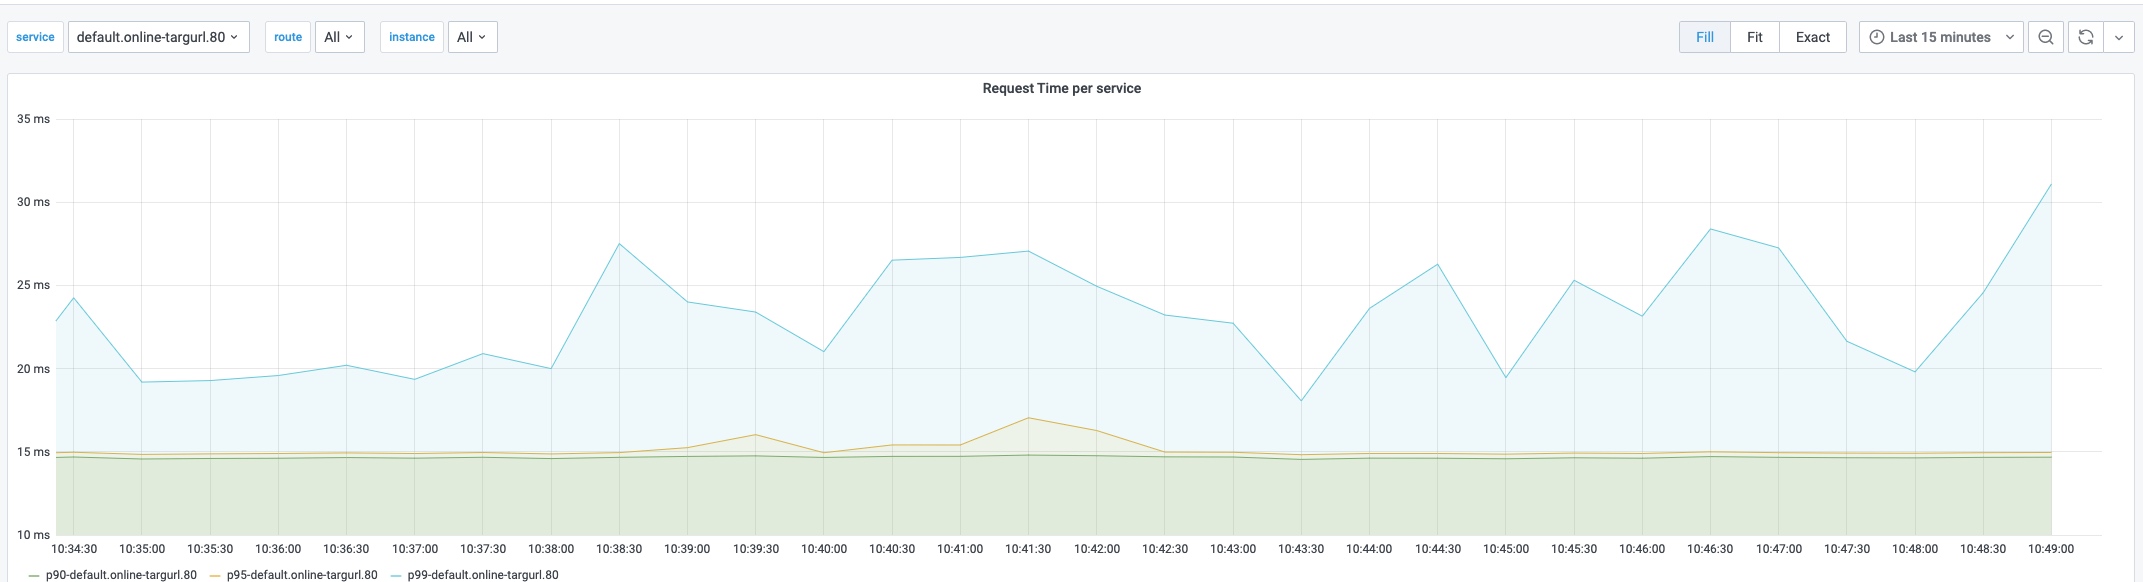 service default.online-targurl.80 route All instance All Fill Fit Exact Last 15 minutes
Request Time per service
35 ms
30 ms
25 ms
20 ms
15 ms
10 ms
10:34:30 10:35:00 10:35:30 10:36:00 10:36:30 10:37:00 10:37:30 10:38:00 10:38:30 10:39:00 10:39:30 10:40:00 10:40:30 10:41:00 10:41:30 10:42:00 10:42:30 10:43:00 10:43:30 10:44:00 10:44:30 10:45:00 10:45:30 10:46:00 10:46:30 10:47:00 10:47:30 10:48:00 10:48:30 10:49:00
p90-default.online-targurl.80 p95-default.online-targurl.80 p99-default.online-targurl.80